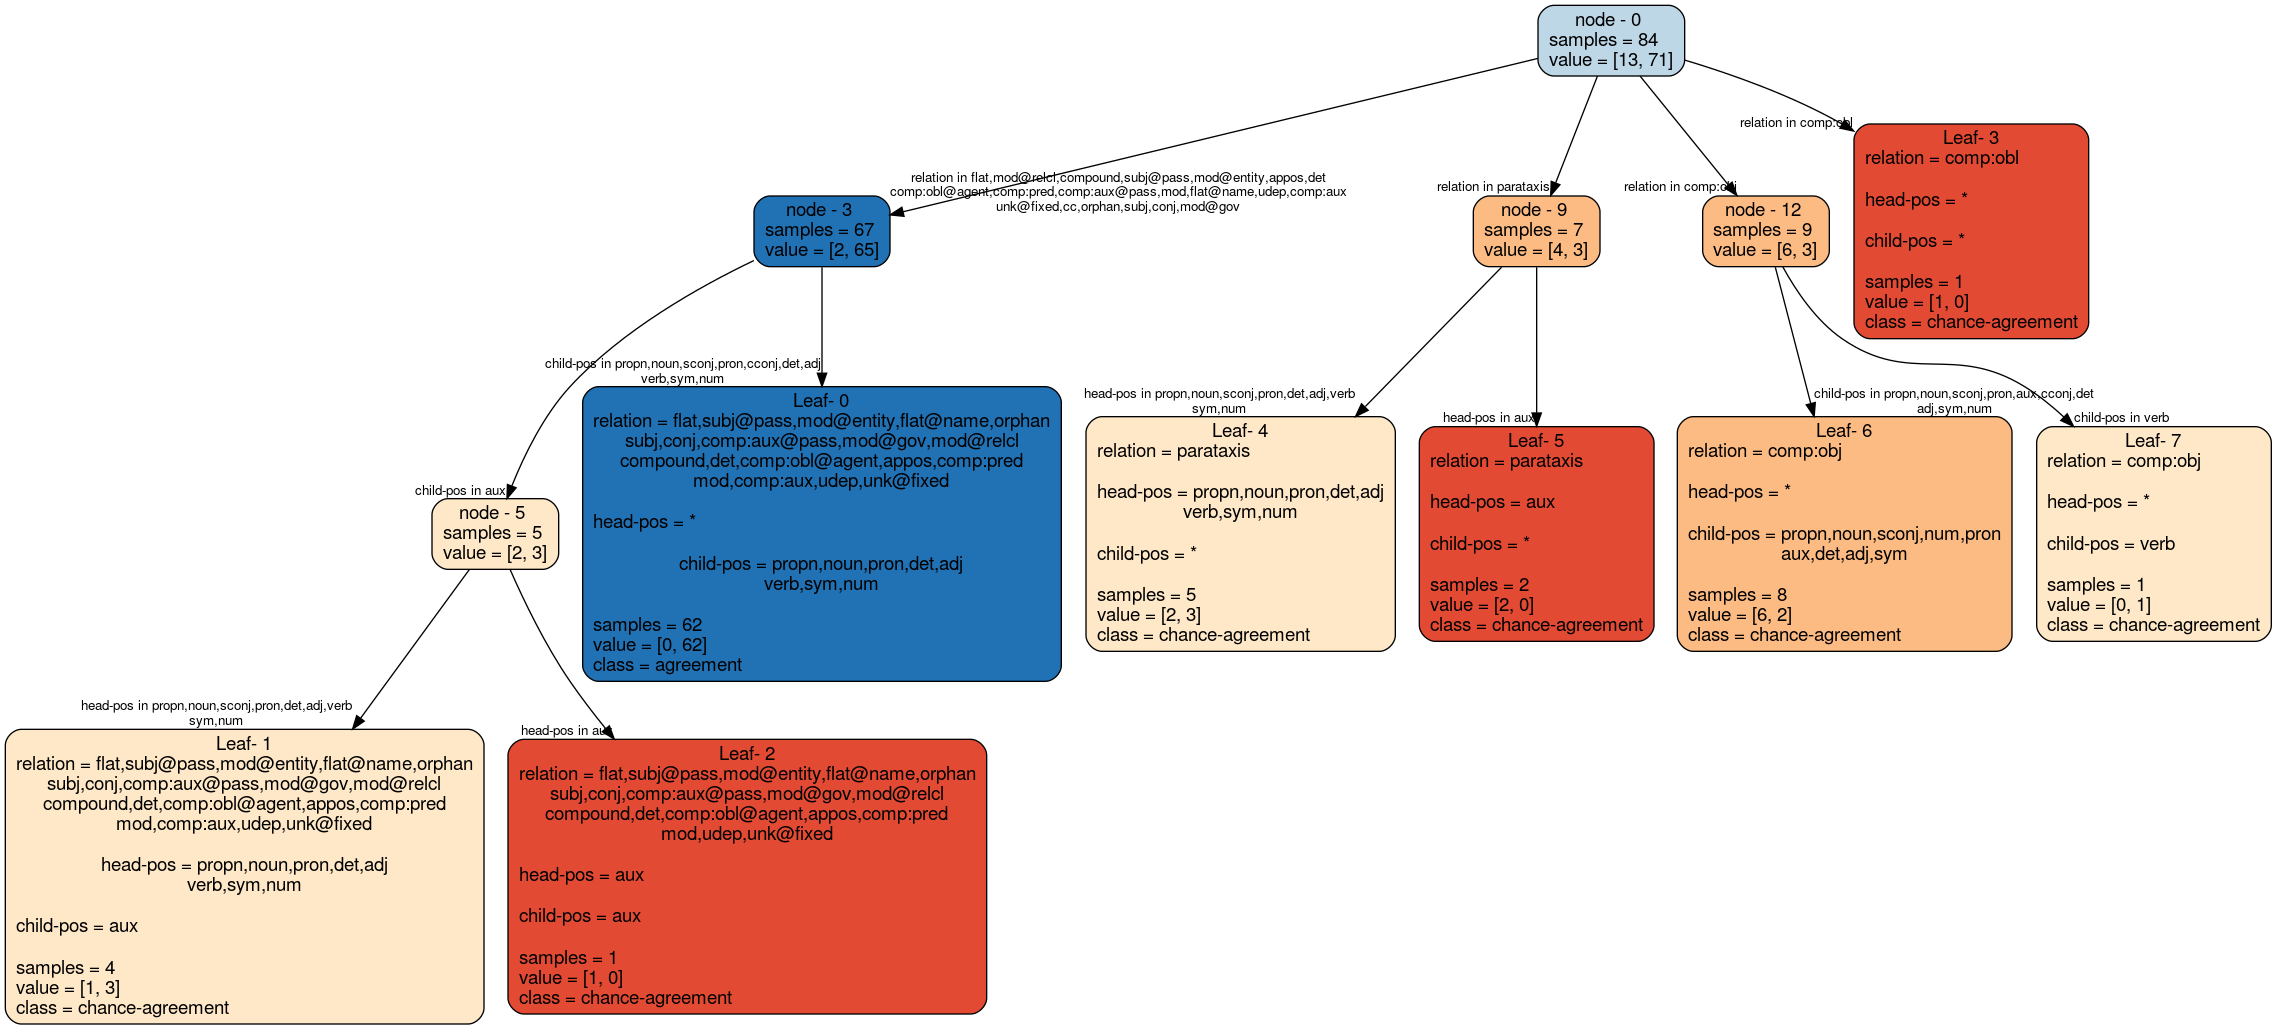 node - 0
samples = 84
value = [13, 71]
relation in comp:obl
Leaf- 3
relation = comp:obl
head-pos = *
child-pos = *
samples = 1
value = [1, 0]
class = chance-agreement
relation in flat,mod@relcl,compound,subj@pass,mod@entity,appos,det
comp:obl@agent,comp:pred,comp:aux@pass,mod,flat@name,udep,comp:aux
unk@fixed,cc,orphan,subj,conj,mod@gov
node - 3
samples = 67
value = [2, 65]
relation in parataxis
node - 9
samples = 7
value = [4, 3]
relation in comp:obj
node - 12
samples = 9
value = [6, 3]
child-pos in propn,noun,sconj,pron,cconj,det,adj
verb,sym,num
Leaf- 0
relation = flat,subj@pass,mod@entity,flat@name,orphan
subj,conj,comp:aux@pass,mod@gov,mod@relcl
compound,det,comp:obl@agent,appos,comp:pred
mod,comp:aux,udep,unk@fixed
head-pos = *
child-pos = propn,noun,pron,det,adj
verb,sym,num
samples = 62
value = [0, 62]
class = agreement
head-pos in propn,noun,sconj,pron,det,adj,verb
sym,num
Leaf- 4
relation = parataxis
head-pos = propn,noun,pron,det,adj
verb,sym,num
child-pos = *
samples = 5
value = [2, 3]
class = chance-agreement
head-pos in aux
Leaf- 5
relation = parataxis
head-pos = aux
child-pos = *
samples = 2
value = [2, 0]
class = chance-agreement
child-pos in propn,noun,sconj,pron,aux,cconj,det
adj,sym,num
Leaf- 6
relation = comp:obj
head-pos = *
child-pos = propn,noun,sconj,num,pron
aux,det,adj,sym
samples = 8
value = [6, 2]
class = chance-agreement
child-pos in verb
Leaf- 7
relation = comp:obj
head-pos = *
child-pos = verb
samples = 1
value = [0, 1]
class = chance-agreement
child-pos in aux
node - 5
samples = 5
value = [2, 3]
head-pos in propn,noun,sconj,pron,det,adj,verb
sym,num
Leaf- 1
relation = flat,subj@pass,mod@entity,flat@name,orphan
subj,conj,comp:aux@pass,mod@gov,mod@relcl
compound,det,comp:obl@agent,appos,comp:pred
mod,comp:aux,udep,unk@fixed
head-pos = propn,noun,pron,det,adj
verb,sym,num
child-pos = aux
samples = 4
value = [1, 3]
class = chance-agreement
head-pos in aux
Leaf- 2
relation = flat,subj@pass,mod@entity,flat@name,orphan
subj,conj,comp:aux@pass,mod@gov,mod@relcl
compound,det,comp:obl@agent,appos,comp:pred
mod,udep,unk@fixed
head-pos = aux
child-pos = aux
samples = 1
value = [1, 0]
class = chance-agreement